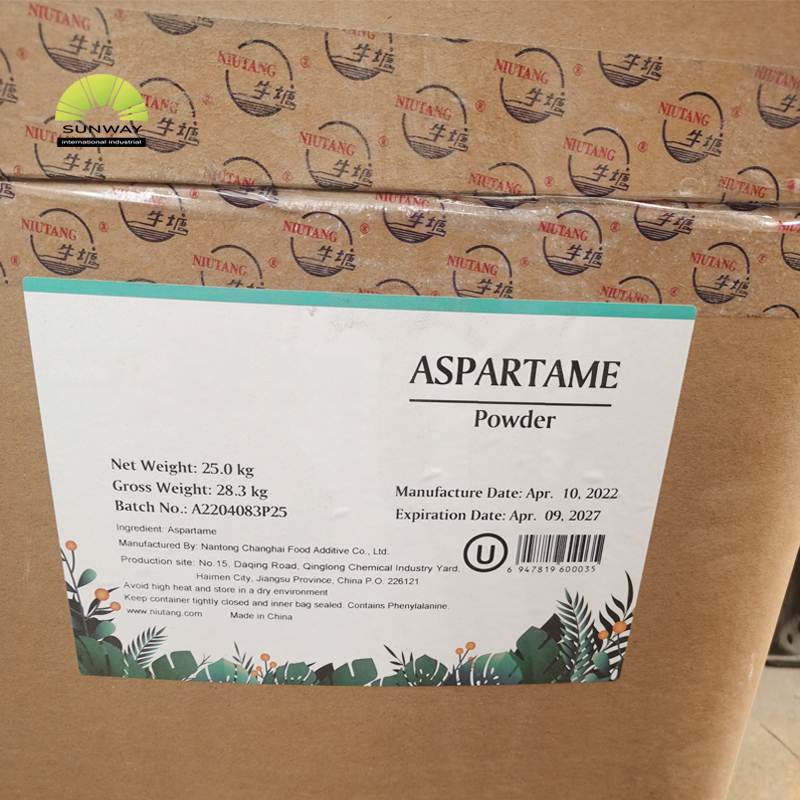 NIUTANG ® 牛塘
SUNWAY
international industrial
ASPARTAME
Powder
Net Weight: 25.0 kg
Gross Weight: 28.3 kg
Batch No.: A2204083P25
Manufacture Date: Apr. 10, 2022
Expiration Date: Apr. 09, 2027
Ingredient: Aspartame
Manufactured By: Nantong Changhai Food Additive Co., Ltd.
Production site: No.15, Daqing Road, Qinglong Chemical Industry Yard,
Haimen City, Jiangsu Province, China P.O. 226121
Avoid high heat and store in a dry environment
Keep container tightly closed and inner bag sealed. Contains Phenylalanine.
www.niutang.com Made in China
U
6 947819 600035